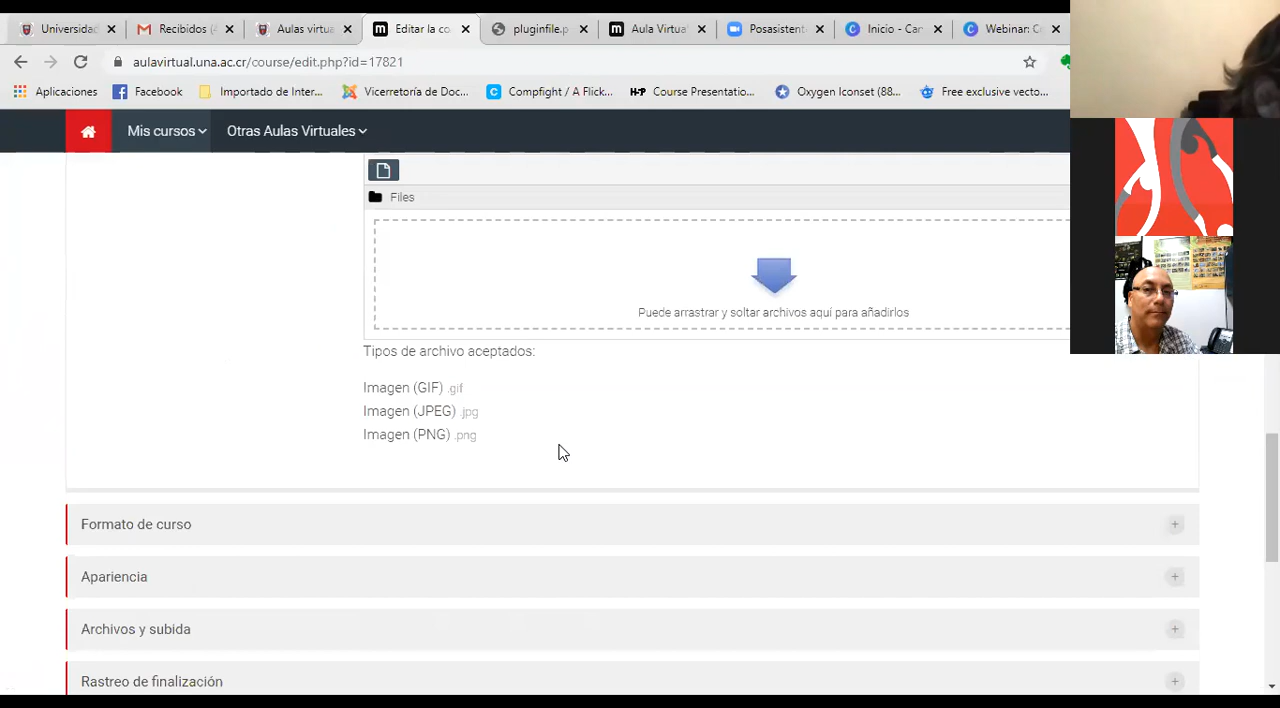 Universidad
Recibidos (4
Aulas virtua
Editar la co
pluginfile.p
Aula Virtua
Posasistent
Inicio - Can
Webinar: C
aulavirtual.una.ac.cr/course/edit.php?id=17821
Aplicaciones
Facebook
Importado de Inter...
Vicerretoría de Doc...
Compfight / A Flick...
H-P Course Presentatio...
Oxygen Iconset (88...
Free exclusive vecto...
Mis cursos
Otras Aulas Virtuales
Files
Puede arrastrar y soltar archivos aquí para añadirlos
Tipos de archivo aceptados:
Imagen (GIF) .gif
Imagen (JPEG) .jpg
Imagen (PNG) .png
Formato de curso
Apariencia
Archivos y subida
Rastreo de finalización